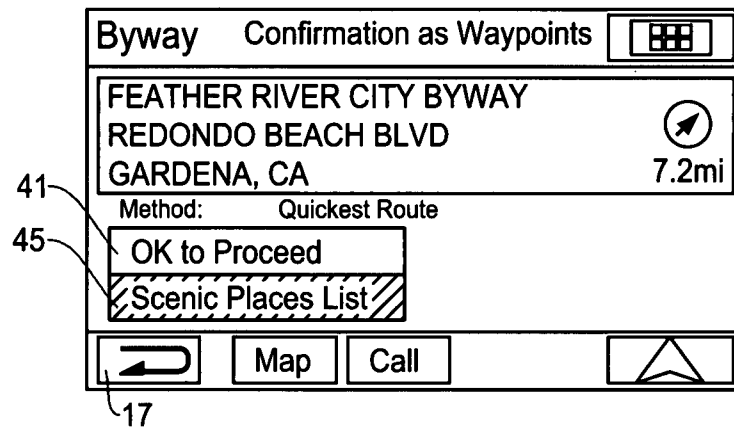 Byway Confirmation as Waypoints
FEATHER RIVER CITY BYWAY
REDONDO BEACH BLVD
GARDENA, CA 7.2mi
41
Method: Quickest Route
45
OK to Proceed
Scenic Places List
Map Call
17